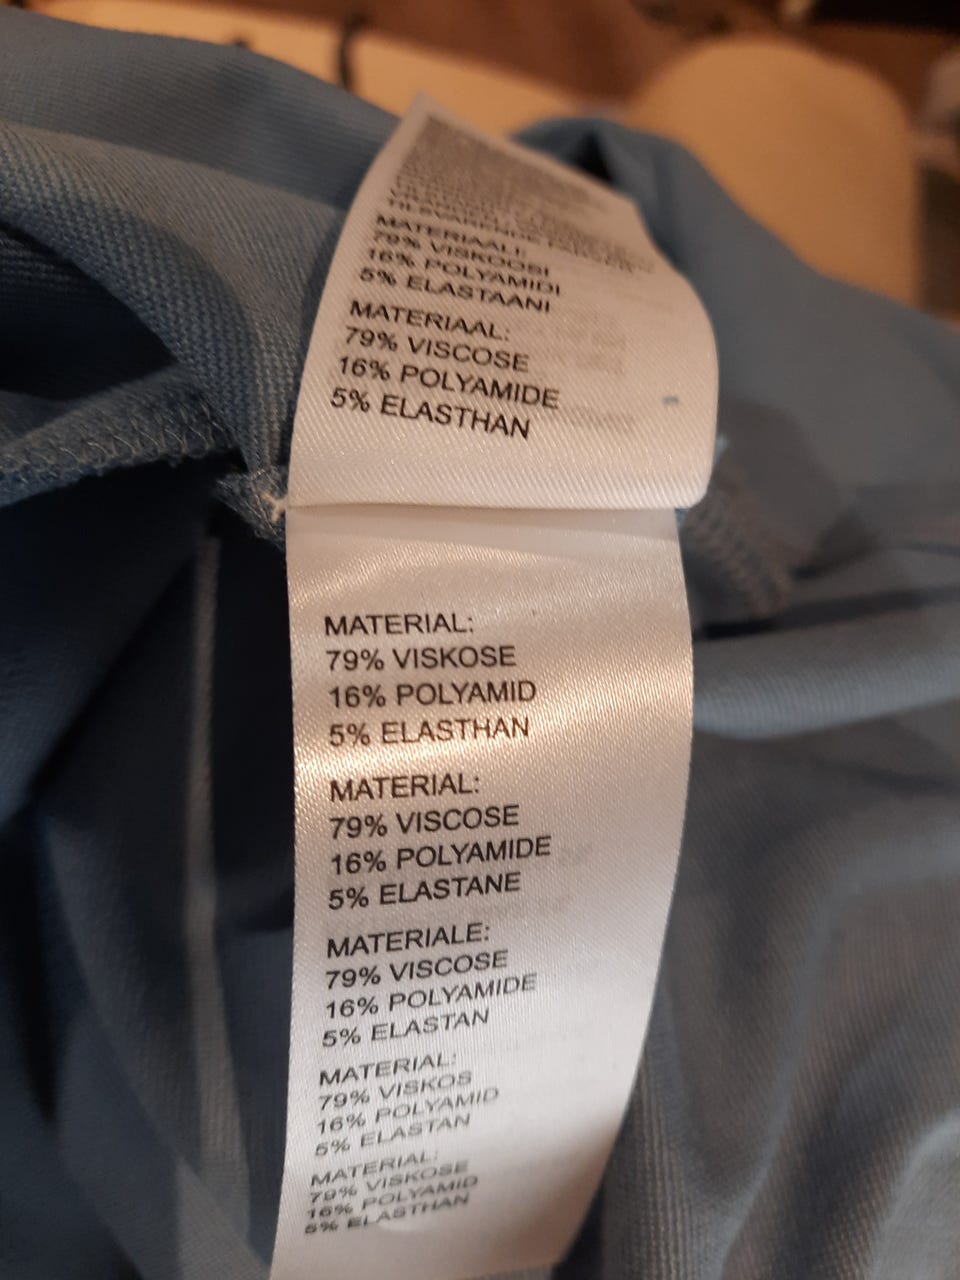 MATERIAALI:
79% VISKOOSI
16% POLYAMIDI
5% ELASTAANI
MATERIAAL:
79% VISCOSE
16% POLYAMIDE
5% ELASTHAN
MATERIAL:
79% VISKOSE
16% POLYAMID
5% ELASTHAN
MATERIAL:
79% VISCOSE
16% POLYAMIDE
5% ELASTANE
MATERIALE:
79% VISCOSE
16% POLYAMIDE
5% ELASTAN
MATERIAL:
79% VISKOS
16% POLYAMID
5% ELASTAN
MATERIAL:
79% VISKOSE
16% POLYAMID
5% ELASTHAN